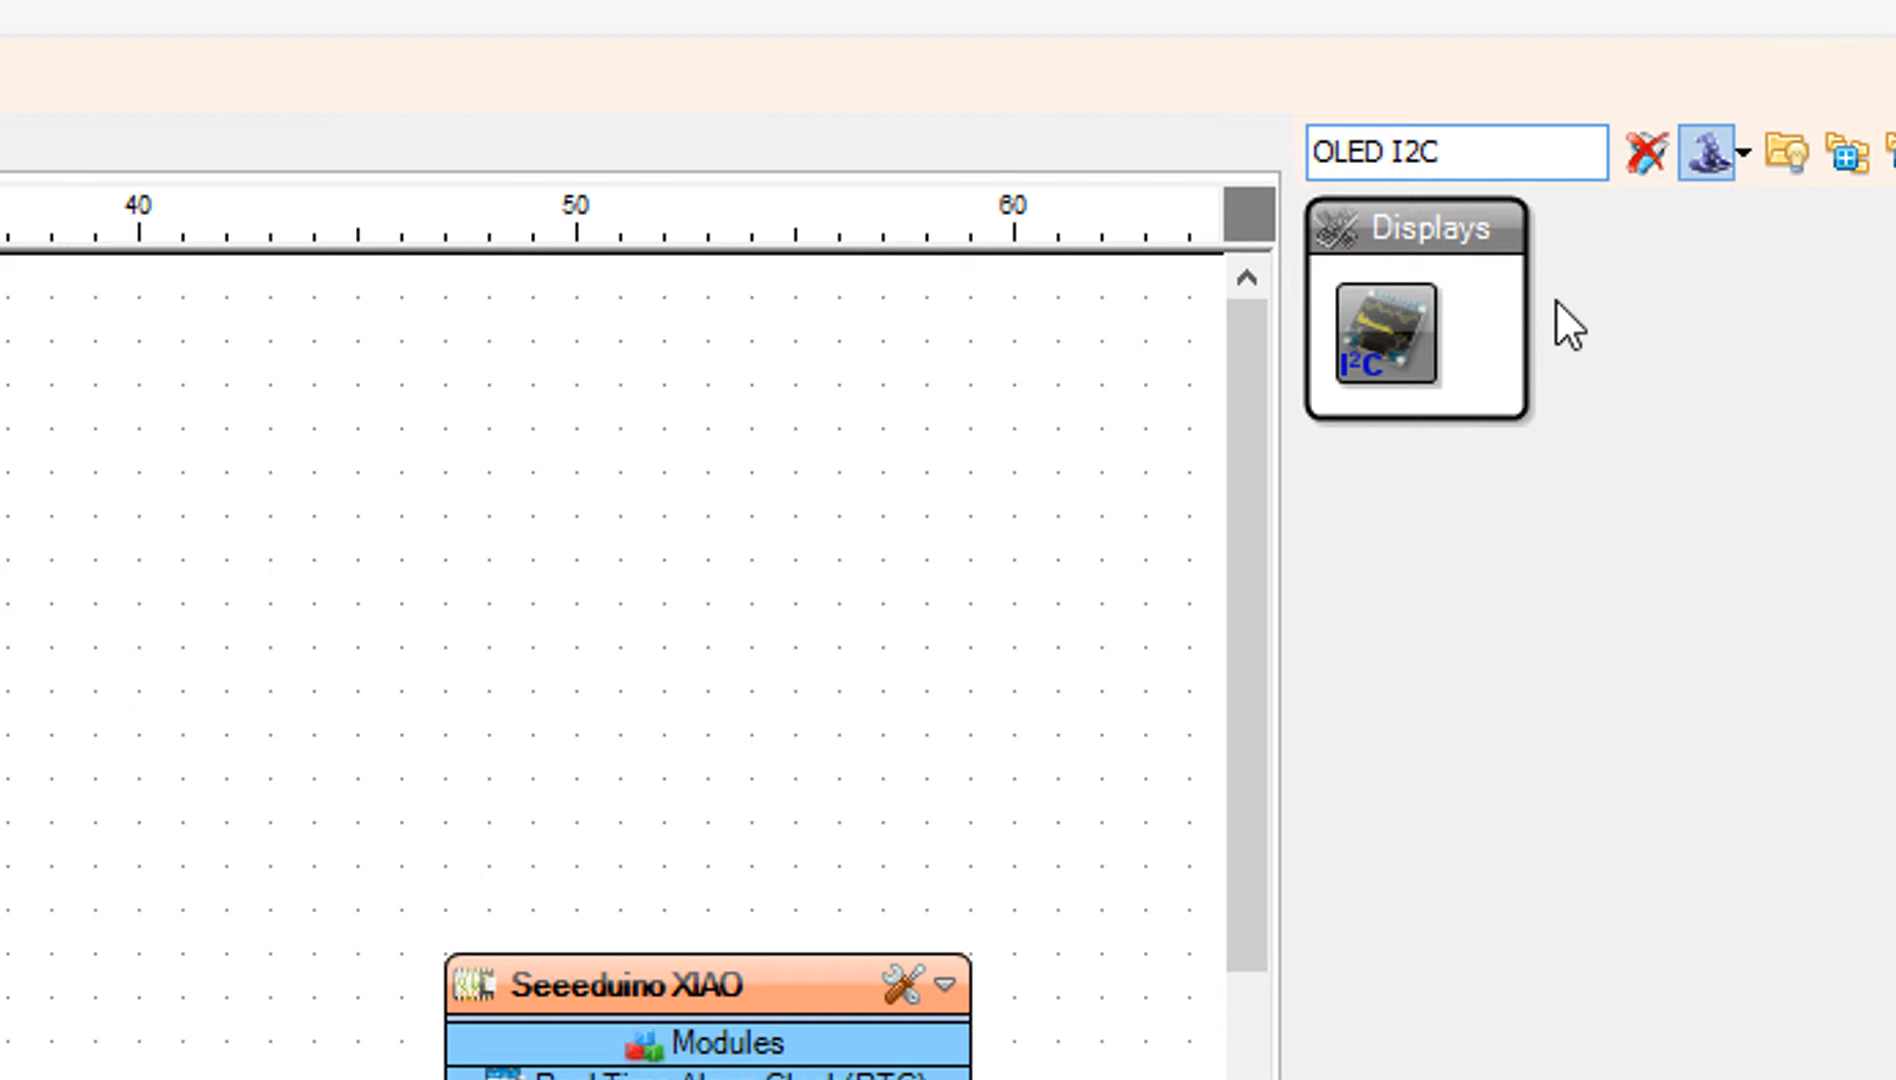 OLED I2C
40 50 60
Displays
I²C
Seeeduino XIAO
Modules